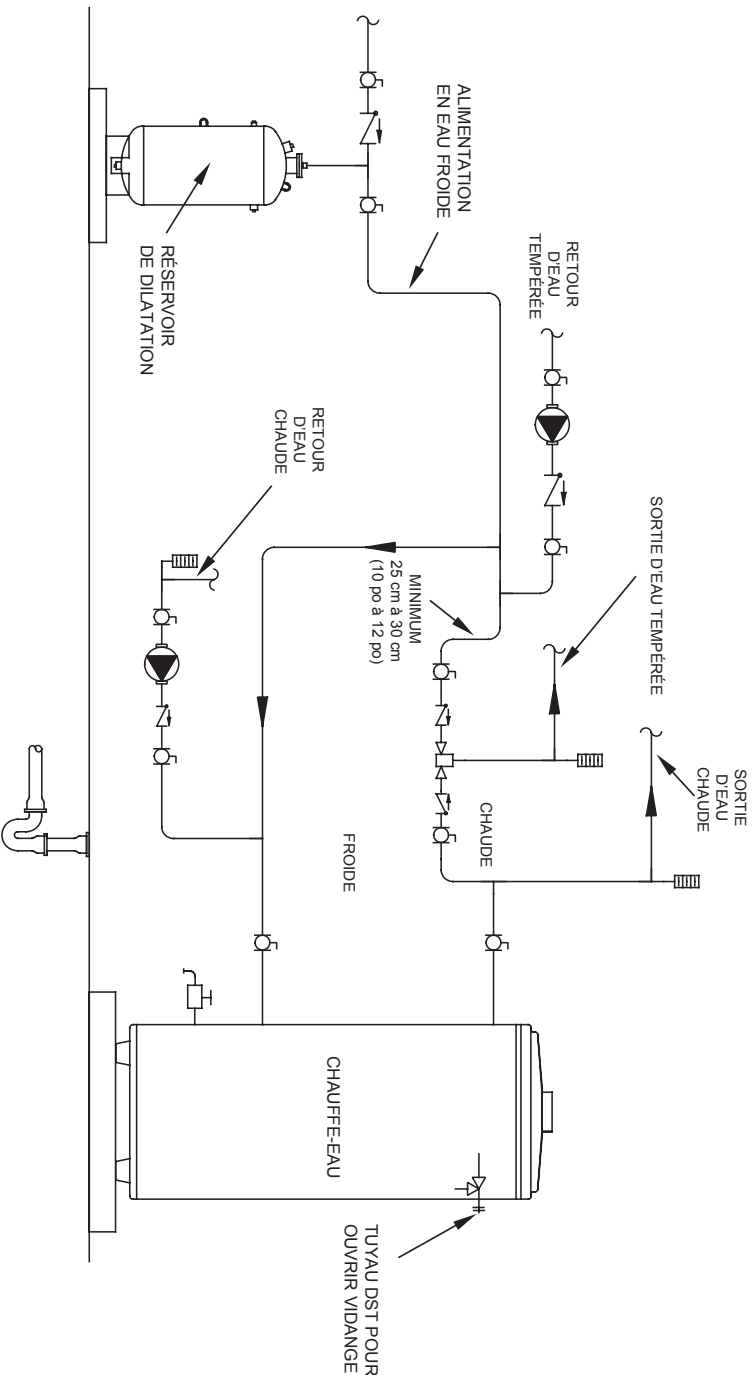 ALIMENTATION
EN EAU FROIDE
RÉSERVOIR
DE DILATATION
RETOUR
D'EAU
TEMPÉRÉE
RETOUR
D'EAU
CHAUDE
MINIMUM
25 cm à 30 cm
(10 po à 12 po)
SORTIE D'EAU TEMPÉRÉE
SORTIE
D'EAU
CHAUDE
CHAUDE
FROIDE
CHAUFFE-EAU
TUYAU DST POUR
OUVRIR VIDANGE